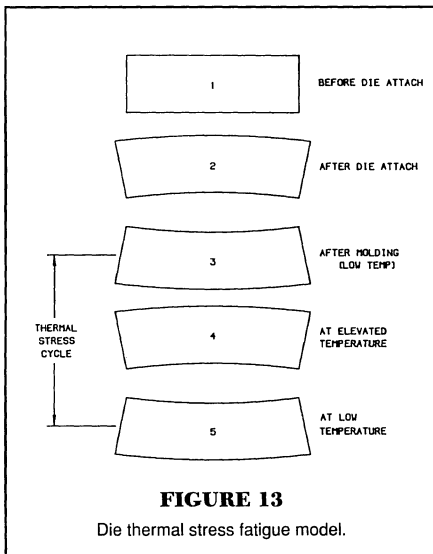 1
BEFORE DIE ATTACH
2
AFTER DIE ATTACH
3
AFTER MOLDING
(LOW TEMP)
THERMAL
STRESS
CYCLE
4
AT ELEVATED
TEMPERATURE
5
AT LOW
TEMPERATURE
FIGURE 13
Die thermal stress fatigue model.